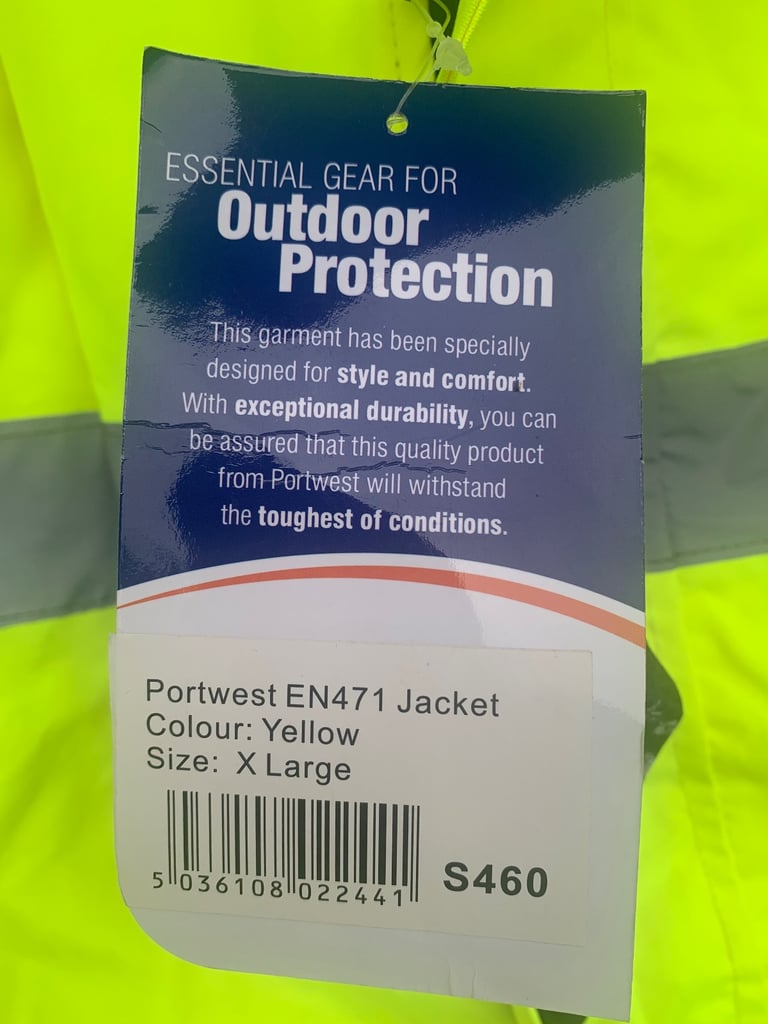 ESSENTIAL GEAR FOR
Outdoor
Protection
This garment has been specially
designed for style and comfort.
With exceptional durability, you can
be assured that this quality product
from Portwest will withstand
the toughest of conditions.
Portwest EN471 Jacket
Colour: Yellow
Size: X Large
5 036108 022441
S460